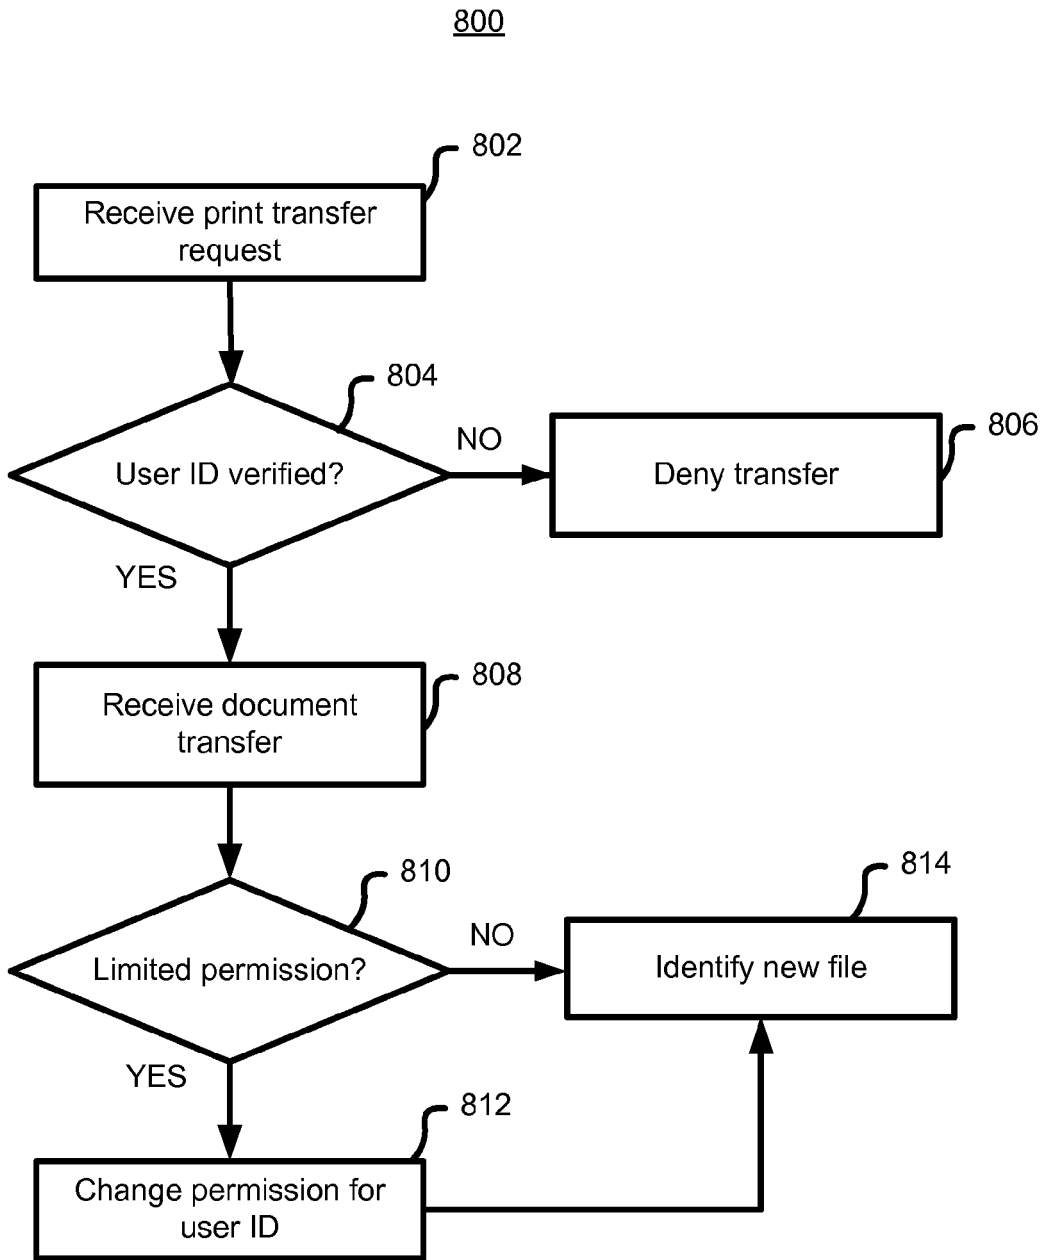 800
802
Receive print transfer
request
804
User ID verified?
NO
806
Deny transfer
YES
808
Receive document
transfer
810
Limited permission?
NO
814
Identify new file
YES
812
Change permission for
user ID